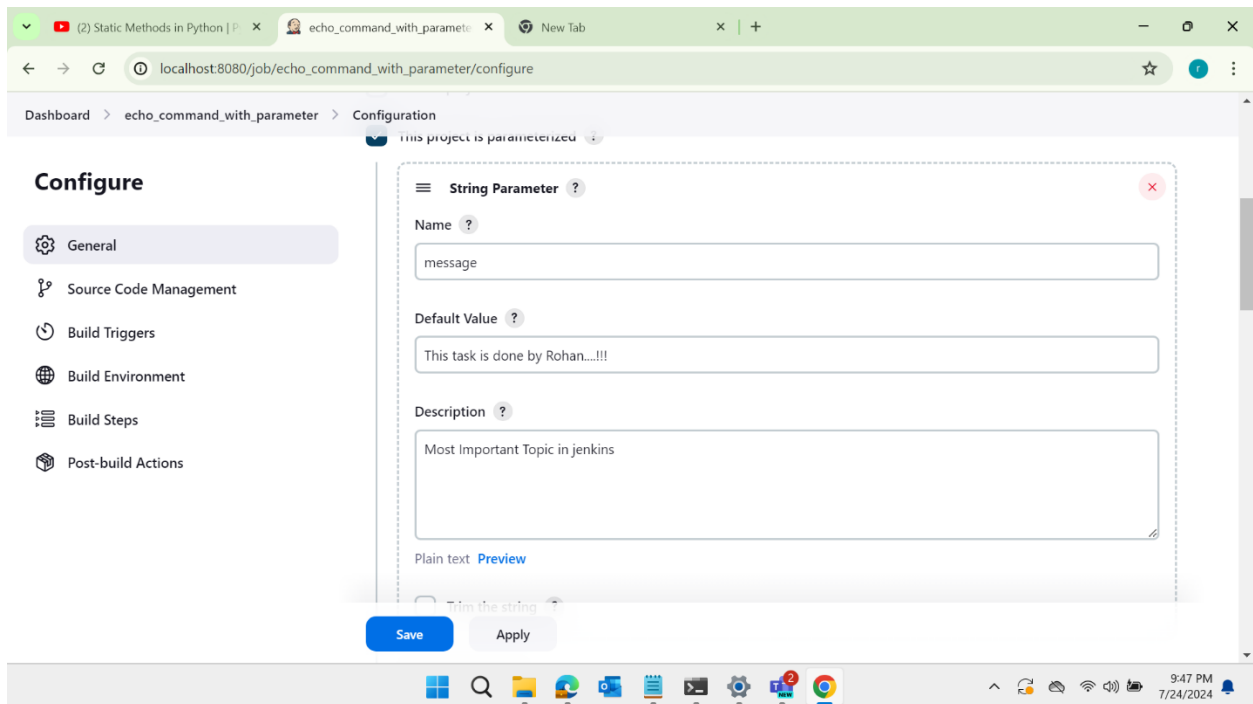 (2) Static Methods in Python | P
echo_command_with_paramete
New Tab
localhost:8080/job/echo_command_with_parameter/configure
r
Dashboard > echo_command_with_parameter > Configuration
This project is parameterized ?
Configure
General
Source Code Management
Build Triggers
Build Environment
Build Steps
Post-build Actions
String Parameter ?
Name ?
message
Default Value ?
This task is done by Rohan....!!!
Description ?
Most Important Topic in jenkins
Plain text Preview
Trim the string ?
Save Apply
2
NEW
9:47 PM
7/24/2024